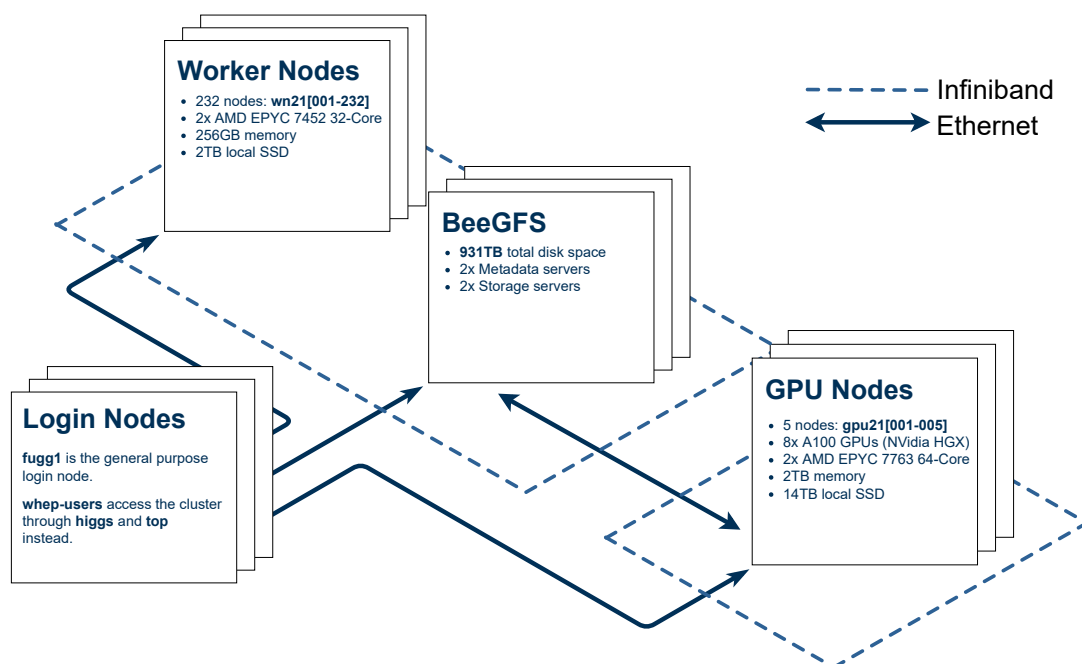 Worker Nodes
• 232 nodes: wn21[001-232]
• 2x AMD EPYC 7452 32-Core
• 256GB memory
• 2TB local SSD
Infiniband
Ethernet
BeeGFS
• 931TB total disk space
• 2x Metadata servers
• 2x Storage servers
Login Nodes
fugg1 is the general purpose
login node.
whep-users access the cluster
through higgs and top
instead.
GPU Nodes
• 5 nodes: gpu21[001-005]
• 8x A100 GPUs (NVidia HGX)
• 2x AMD EPYC 7763 64-Core
• 2TB memory
• 14TB local SSD